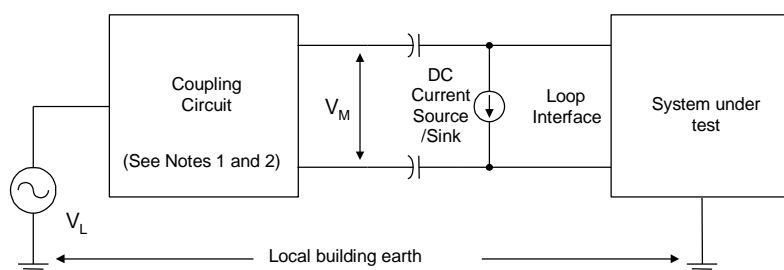 Coupling
Circuit
(See Notes 1 and 2)
V_M
DC
Current
Source
/Sink
Loop
Interface
System under
test
V_L
Local building earth